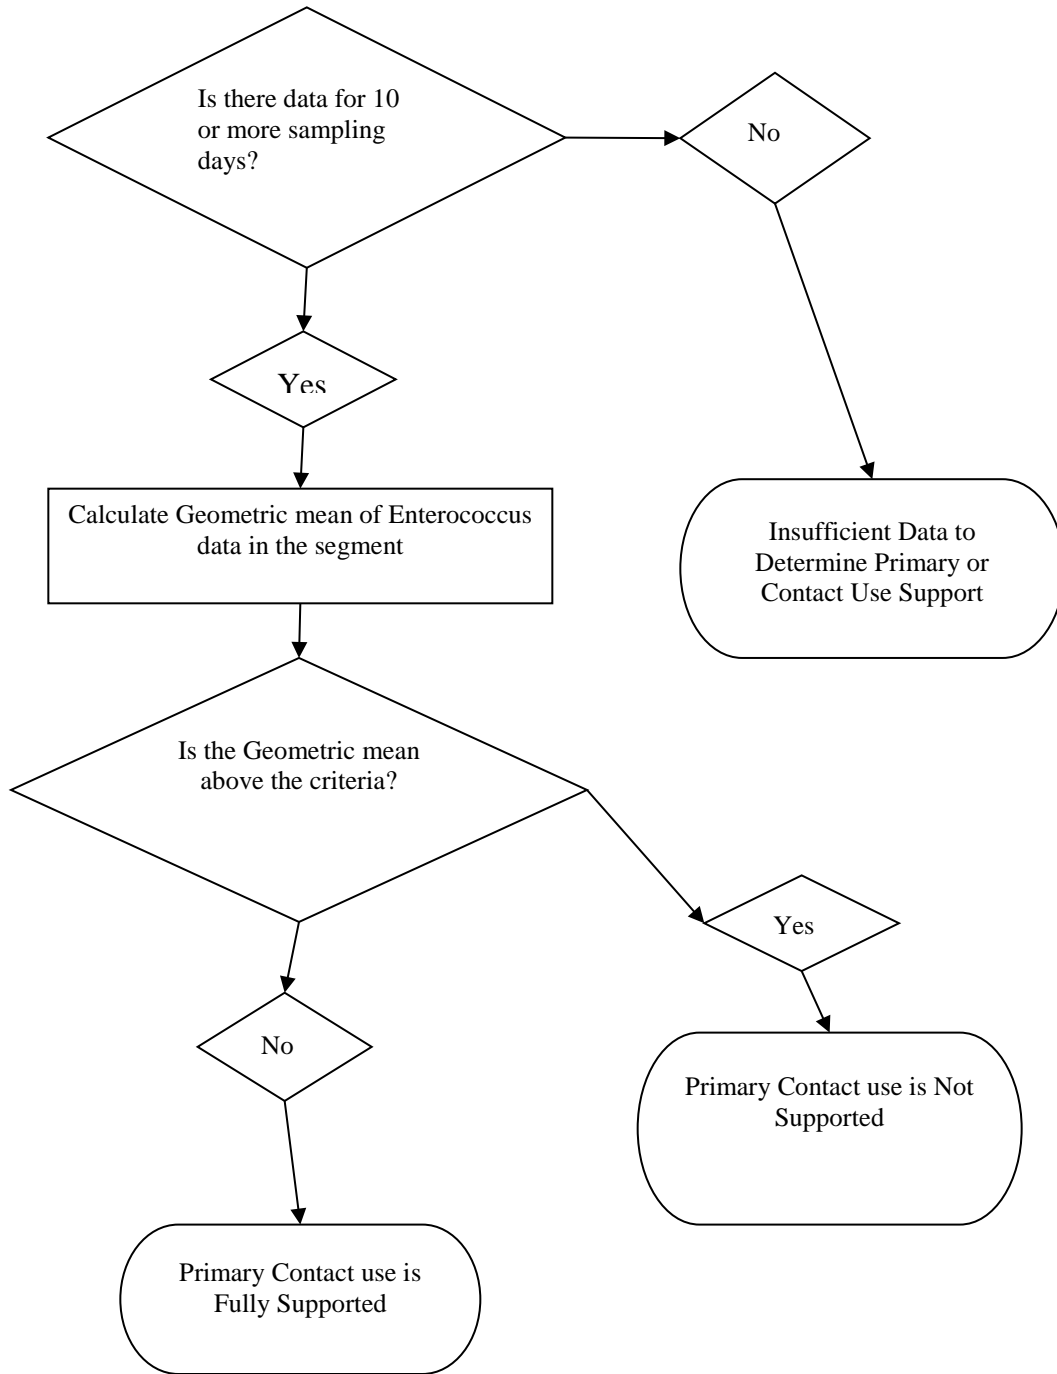 Is there data for 10
or more sampling
days?
No
Yes
Calculate Geometric mean of Enterococcus
data in the segment
Insufficient Data to
Determine Primary or
Contact Use Support
Is the Geometric mean
above the criteria?
Yes
No
Primary Contact use is Not
Supported
Primary Contact use is
Fully Supported